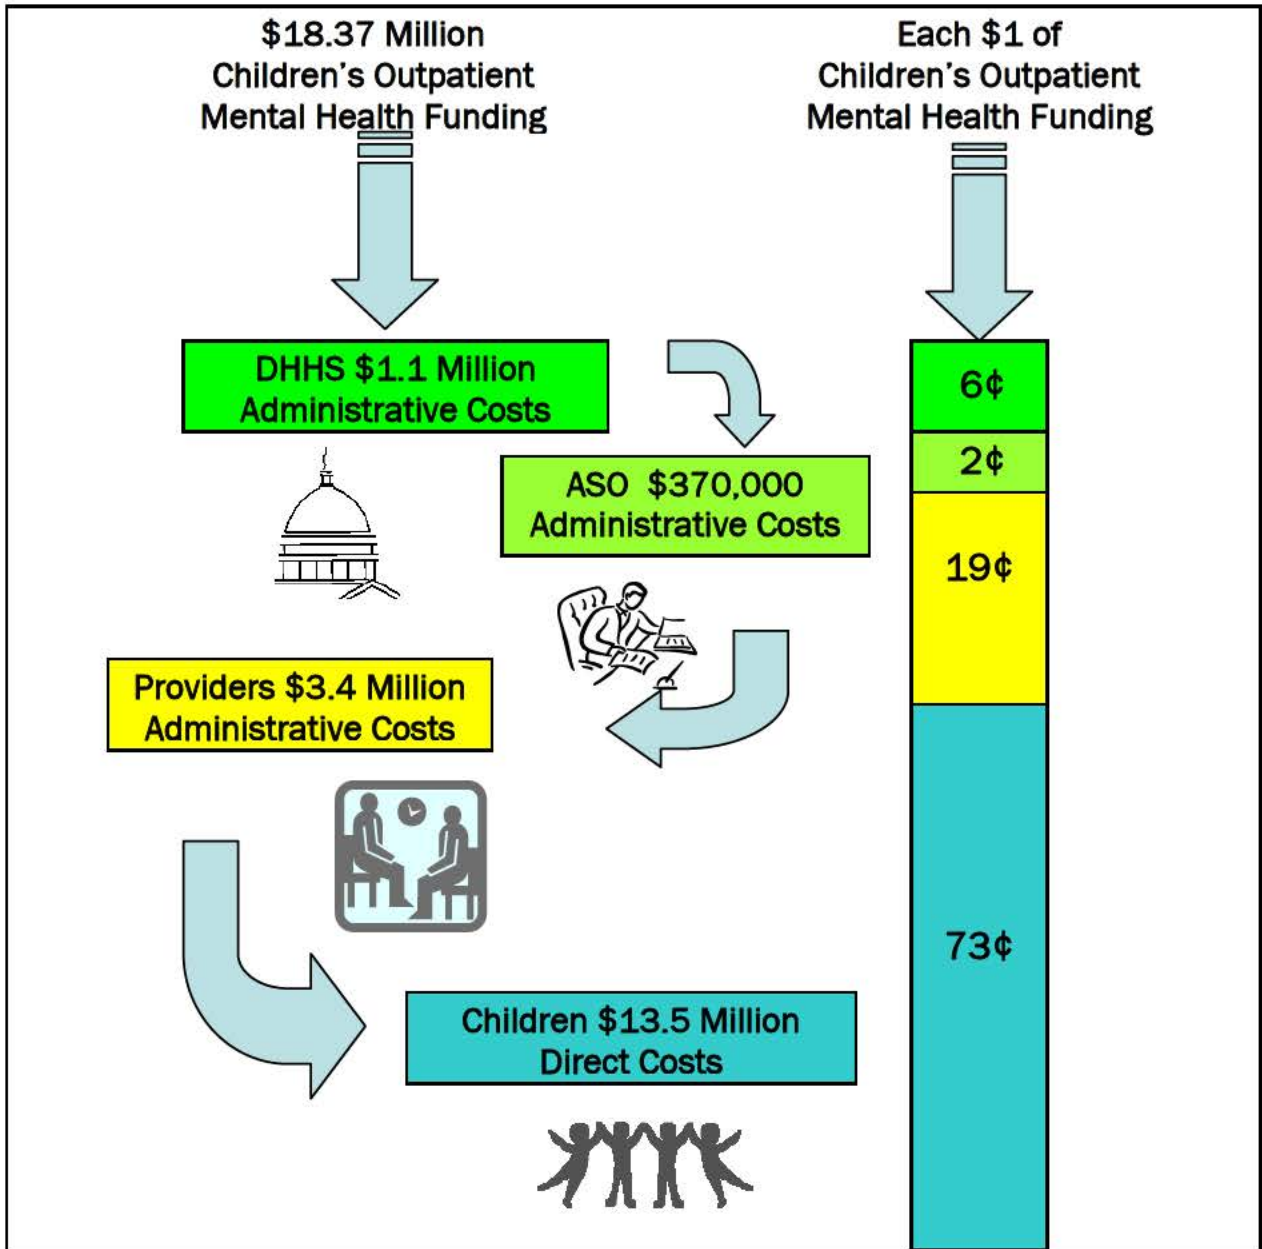 $18.37 Million
Children's Outpatient
Mental Health Funding
Each $1 of
Children's Outpatient
Mental Health Funding
DHHS $1.1 Million
Administrative Costs
ASO $370,000
Administrative Costs
Providers $3.4 Million
Administrative Costs
Children $13.5 Million
Direct Costs
6¢
2¢
19¢
73¢